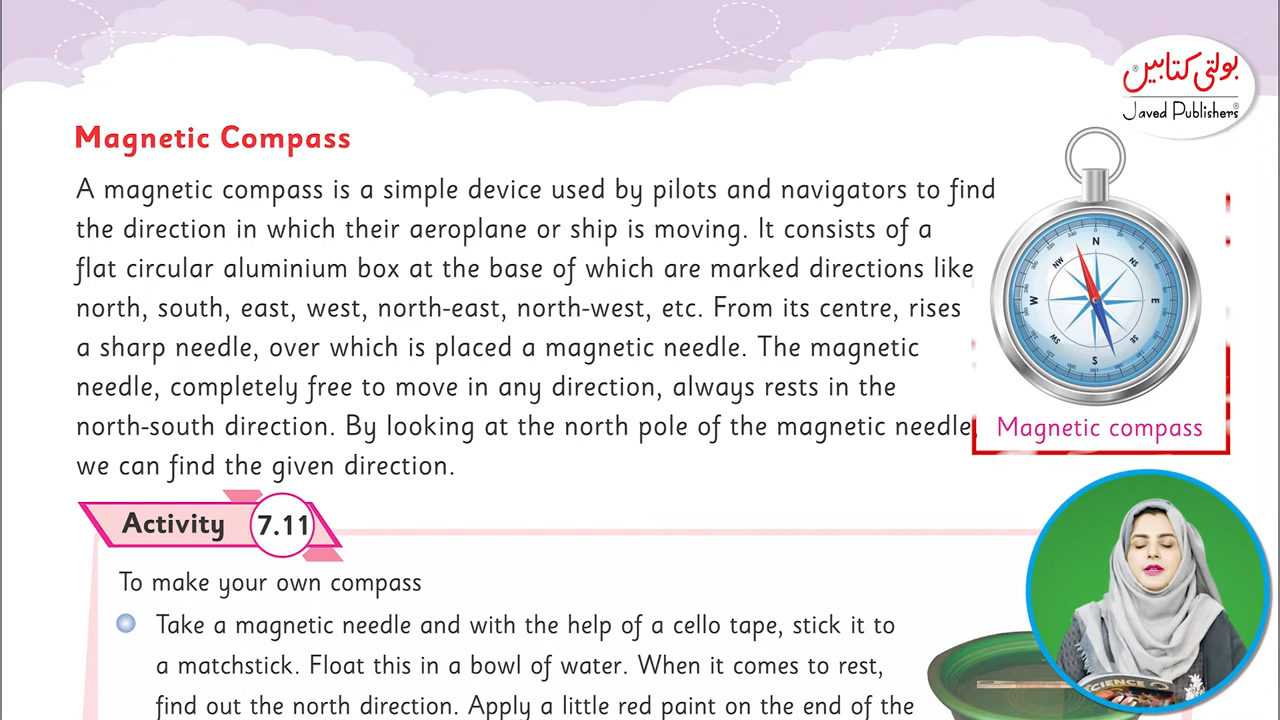 بولتی کتابیں
Javed Publishers
Magnetic Compass
A magnetic compass is a simple device used by pilots and navigators to find
the direction in which their aeroplane or ship is moving. It consists of a
flat circular aluminium box at the base of which are marked directions like
north, south, east, west, north-east, north-west, etc. From its centre, rises
a sharp needle, over which is placed a magnetic needle. The magnetic
needle, completely free to move in any direction, always rests in the
north-south direction. By looking at the north pole of the magnetic needle,
we can find the given direction.
N
NW
W
E
S
Magnetic compass
Activity 7.11
To make your own compass
Take a magnetic needle and with the help of a cello tape, stick it to
a matchstick. Float this in a bowl of water. When it comes to rest,
find out the north direction. Apply a little red paint on the end of the
SCIENCE